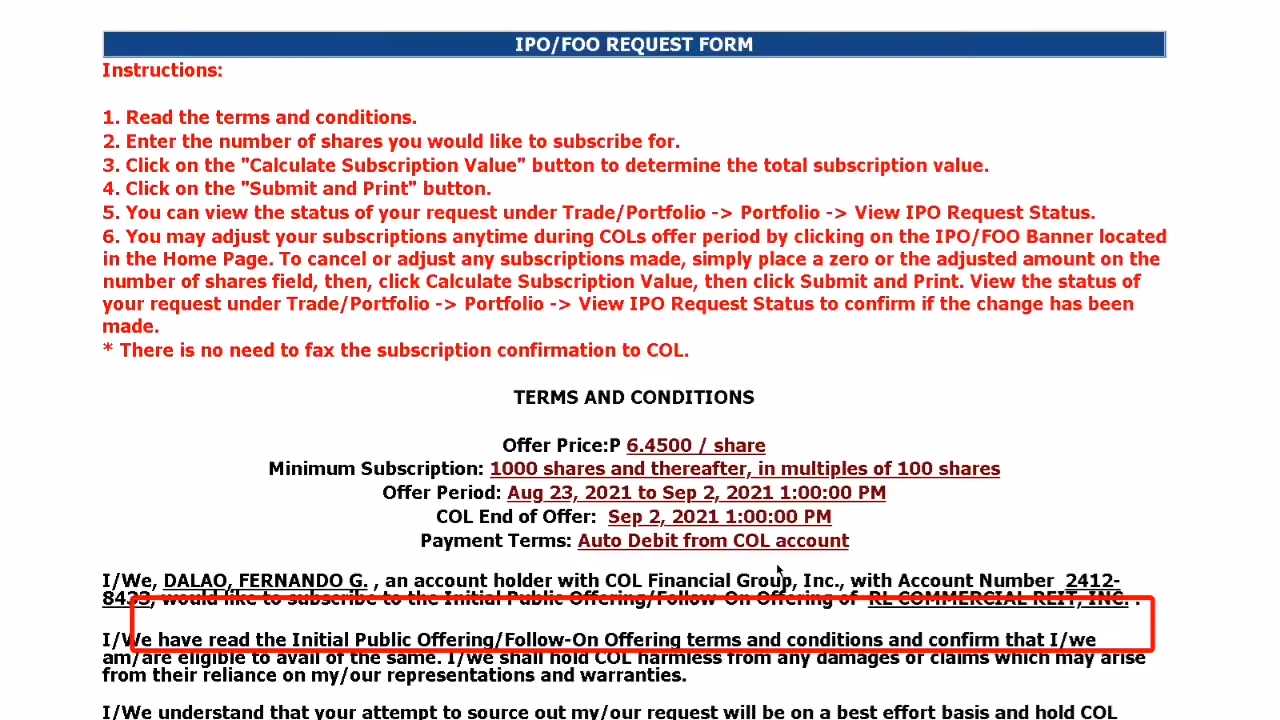 IPO/FOO REQUEST FORM
Instructions:
1. Read the terms and conditions.
2. Enter the number of shares you would like to subscribe for.
3. Click on the "Calculate Subscription Value" button to determine the total subscription value.
4. Click on the "Submit and Print" button.
5. You can view the status of your request under Trade/Portfolio -> Portfolio -> View IPO Request Status.
6. You may adjust your subscriptions anytime during COLs offer period by clicking on the IPO/FOO Banner located
in the Home Page. To cancel or adjust any subscriptions made, simply place a zero or the adjusted amount on the
number of shares field, then, click Calculate Subscription Value, then click Submit and Print. View the status of
your request under Trade/Portfolio -> Portfolio -> View IPO Request Status to confirm if the change has been
made.
* There is no need to fax the subscription confirmation to COL.
TERMS AND CONDITIONS
Offer Price:P 6.4500 / share
Minimum Subscription: 1000 shares and thereafter, in multiples of 100 shares
Offer Period: Aug 23, 2021 to Sep 2, 2021 1:00:00 PM
COL End of Offer: Sep 2, 2021 1:00:00 PM
Payment Terms: Auto Debit from COL account
I/We, DALAO, FERNANDO G. , an account holder with COL Financial Group, Inc., with Account Number 2412-
would like to subscribe to the Initial Public Offering/Follow-On Offering of RL COMMERCIAL REIT, INC. .
I/We have read the Initial Public Offering/Follow-On Offering terms and conditions and confirm that I/we
am/are eligible to avail of the same. I/we shall hold COL harmless from any damages or claims which may arise
from their reliance on my/our representations and warranties.
I/We understand that your attempt to source out my/our request will be on a best effort basis and hold COL